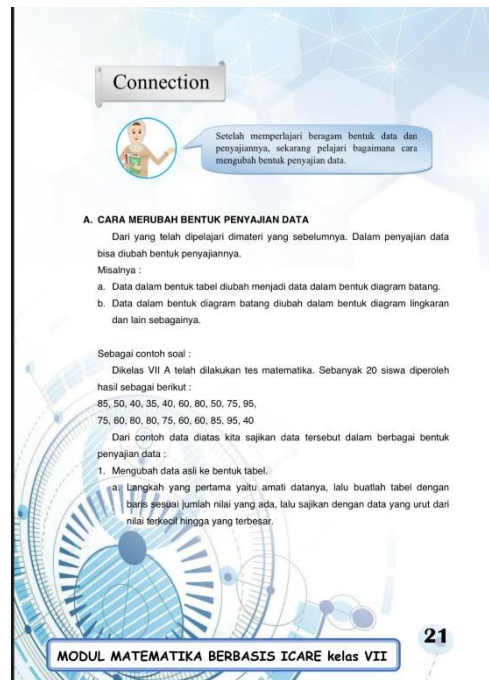 Connection
Setelah memperlajari beragam bentuk data dan
penyajiannya, sekarang pelajari bagaimana cara
mengubah bentuk penyajian data.
A. CARA MERUBAH BENTUK PENYAJIAN DATA
Dari yang telah dipelajari dimateri yang sebelumnya. Dalam penyajian data
bisa diubah bentuk penyajiannya.
Misalnya :
a. Data dalam bentuk tabel diubah menjadi data dalam bentuk diagram batang.
b. Data dalam bentuk diagram batang diubah dalam bentuk diagram lingkaran
dan lain sebagainya.
Sebagai contoh soal :
Dikelas VII A telah dilakukan tes matematika. Sebanyak 20 siswa diperoleh
hasil sebagai berikut :
85, 50, 40, 35, 40, 60, 80, 50, 75, 95,
75, 60, 80, 80, 75, 60, 60, 85, 95, 40
Dari contoh data diatas kita sajikan data tersebut dalam berbagai bentuk
penyajian data :
1. Mengubah data asli ke bentuk tabel.
a. Langkah yang pertama yaitu amati datanya, lalu buatlah tabel dengan
baris sesuai jumlah nilai yang ada, lalu sajikan dengan data yang urut dari
nilai terkecil hingga yang terbesar.
21
MODUL MATEMATIKA BERBASIS ICARE kelas VII